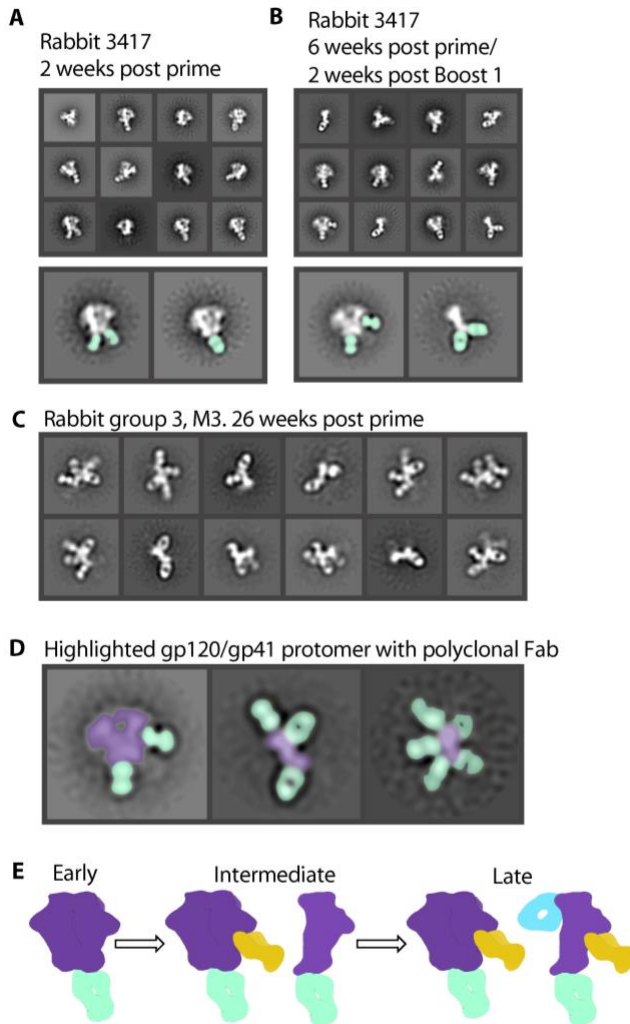 A
Rabbit 3417
2 weeks post prime
B
Rabbit 3417
6 weeks post prime/
2 weeks post Boost 1
C Rabbit group 3, M3. 26 weeks post prime
D Highlighted gp120/gp41 protomer with polyclonal Fab
E Early Intermediate Late